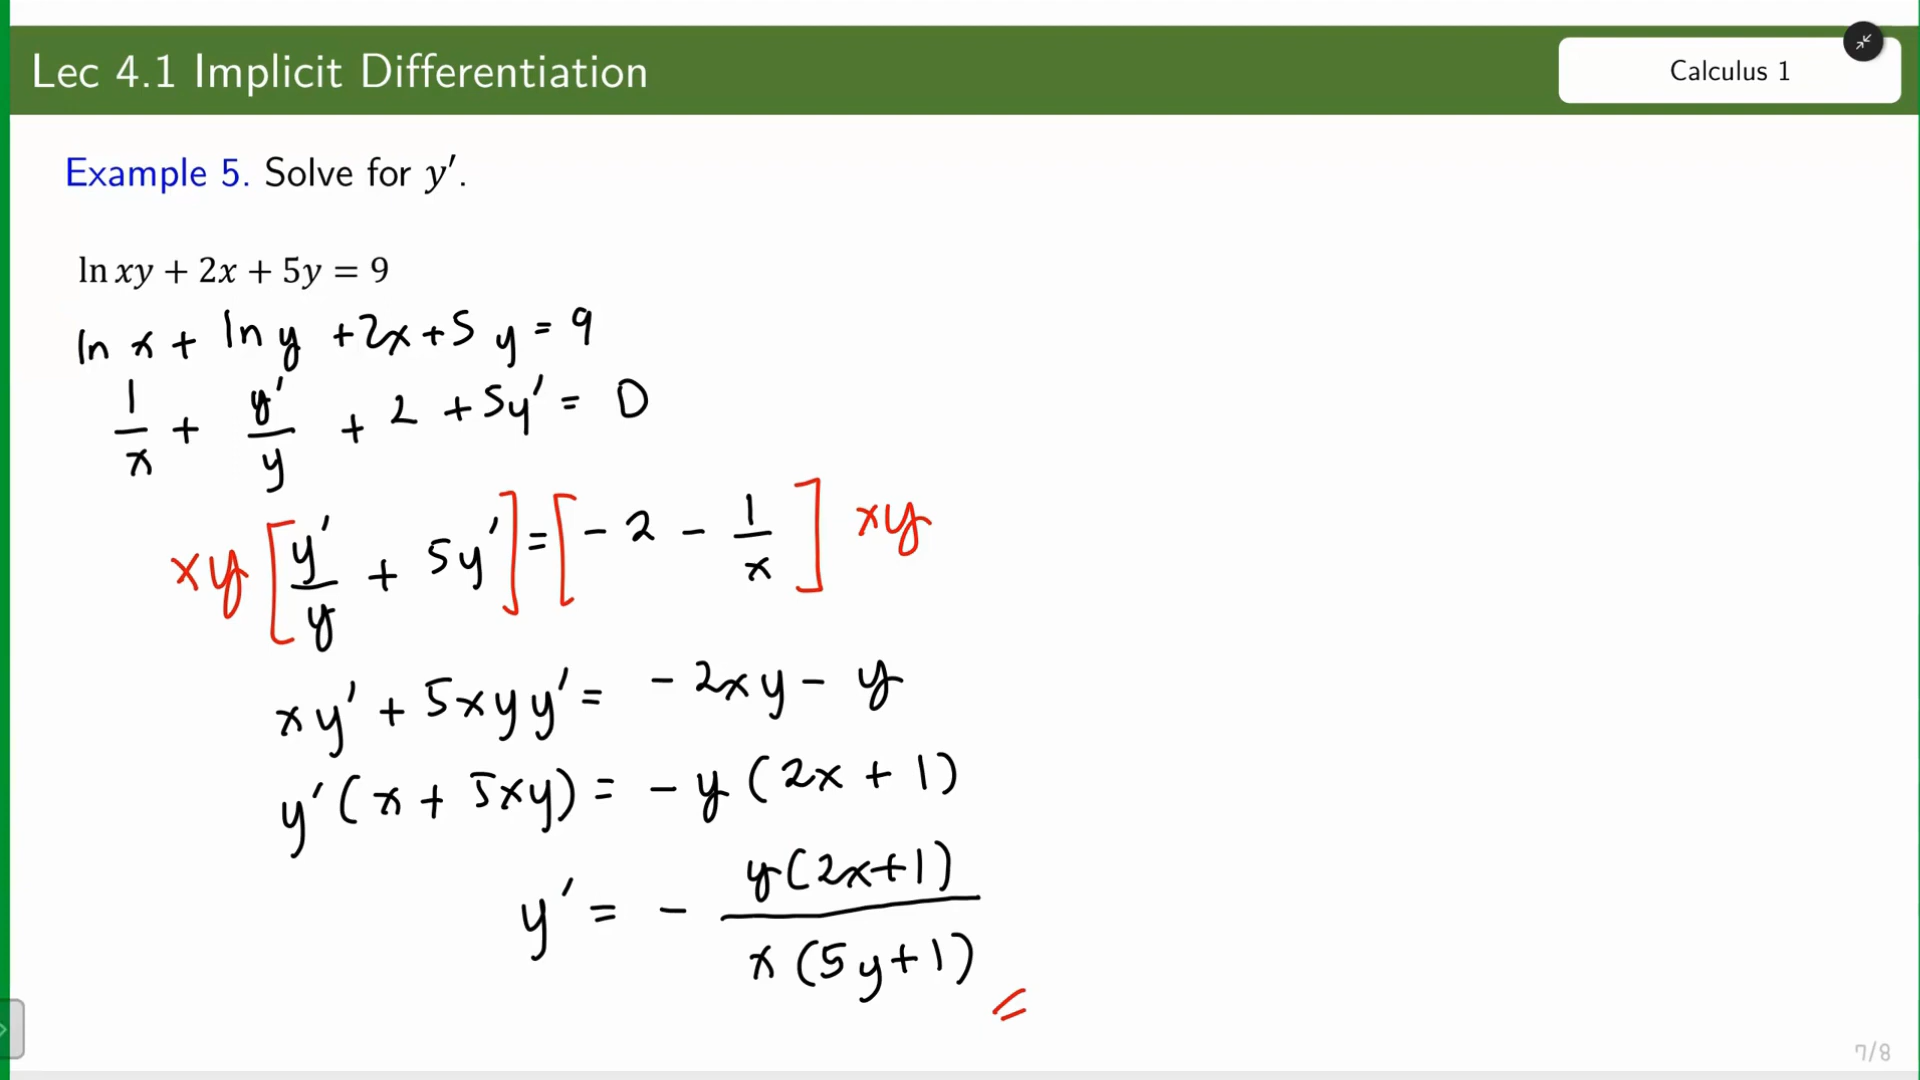 Lec 4.1 Implicit Differentiation
Calculus 1
Example 5. Solve for y′.
ln xy + 2x + 5y = 9
ln x + ln y + 2x + 5y = 9
1/x + y′/y + 2 + 5y′ = 0
xy [y′/y + 5y′] = [-2 - 1/x] xy
xy′ + 5xyy′ = -2xy - y
y′(x + 5xy) = -y(2x + 1)
y′ = - y(2x+1)/x(5y+1)
7/8